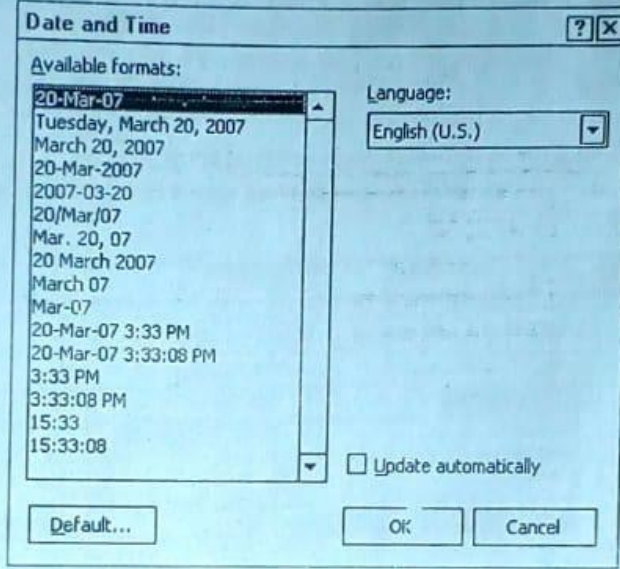 Date and Time
Available formats:
20-Mar-07
Tuesday, March 20, 2007
March 20, 2007
20-Mar-2007
2007-03-20
20/Mar/07
Mar. 20, 07
20 March 2007
March 07
Mar-07
20-Mar-07 3:33 PM
20-Mar-07 3:33:08 PM
3:33 PM
3:33:08 PM
15:33
15:33:08
Language:
English (U.S.)
Update automatically
Default...
OK
Cancel